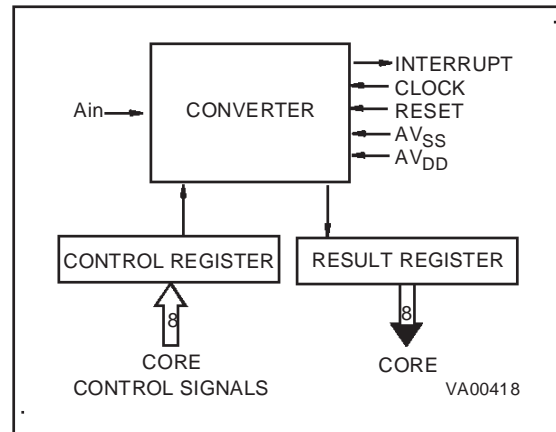 INTERRUPT
CLOCK
Ain
CONVERTER
RESET
AVSS
AVDD
CONTROL REGISTER
RESULT REGISTER
8
8
CORE
CONTROL SIGNALS
CORE
VA00418